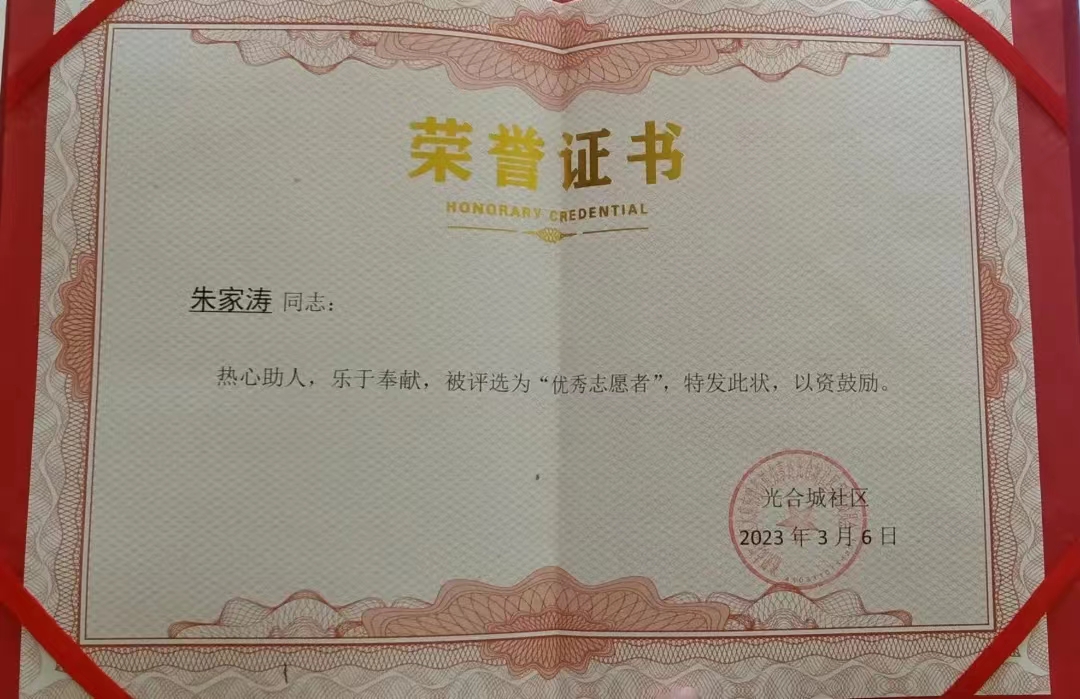 荣誉证书
HONORARY CREDENTIAL
朱家涛 同志：
热心助人，乐于奉献，被评选为“优秀志愿者”，特发此状，以资鼓励。
光合城社区
2023 年 3 月 6 日